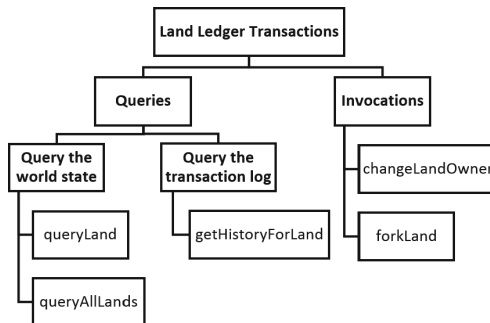 Land Ledger Transactions
Queries
Invocations
Query the
world state
Query the
transaction log
changeLandOwner
queryLand
getHistoryForLand
forkLand
queryAllLands